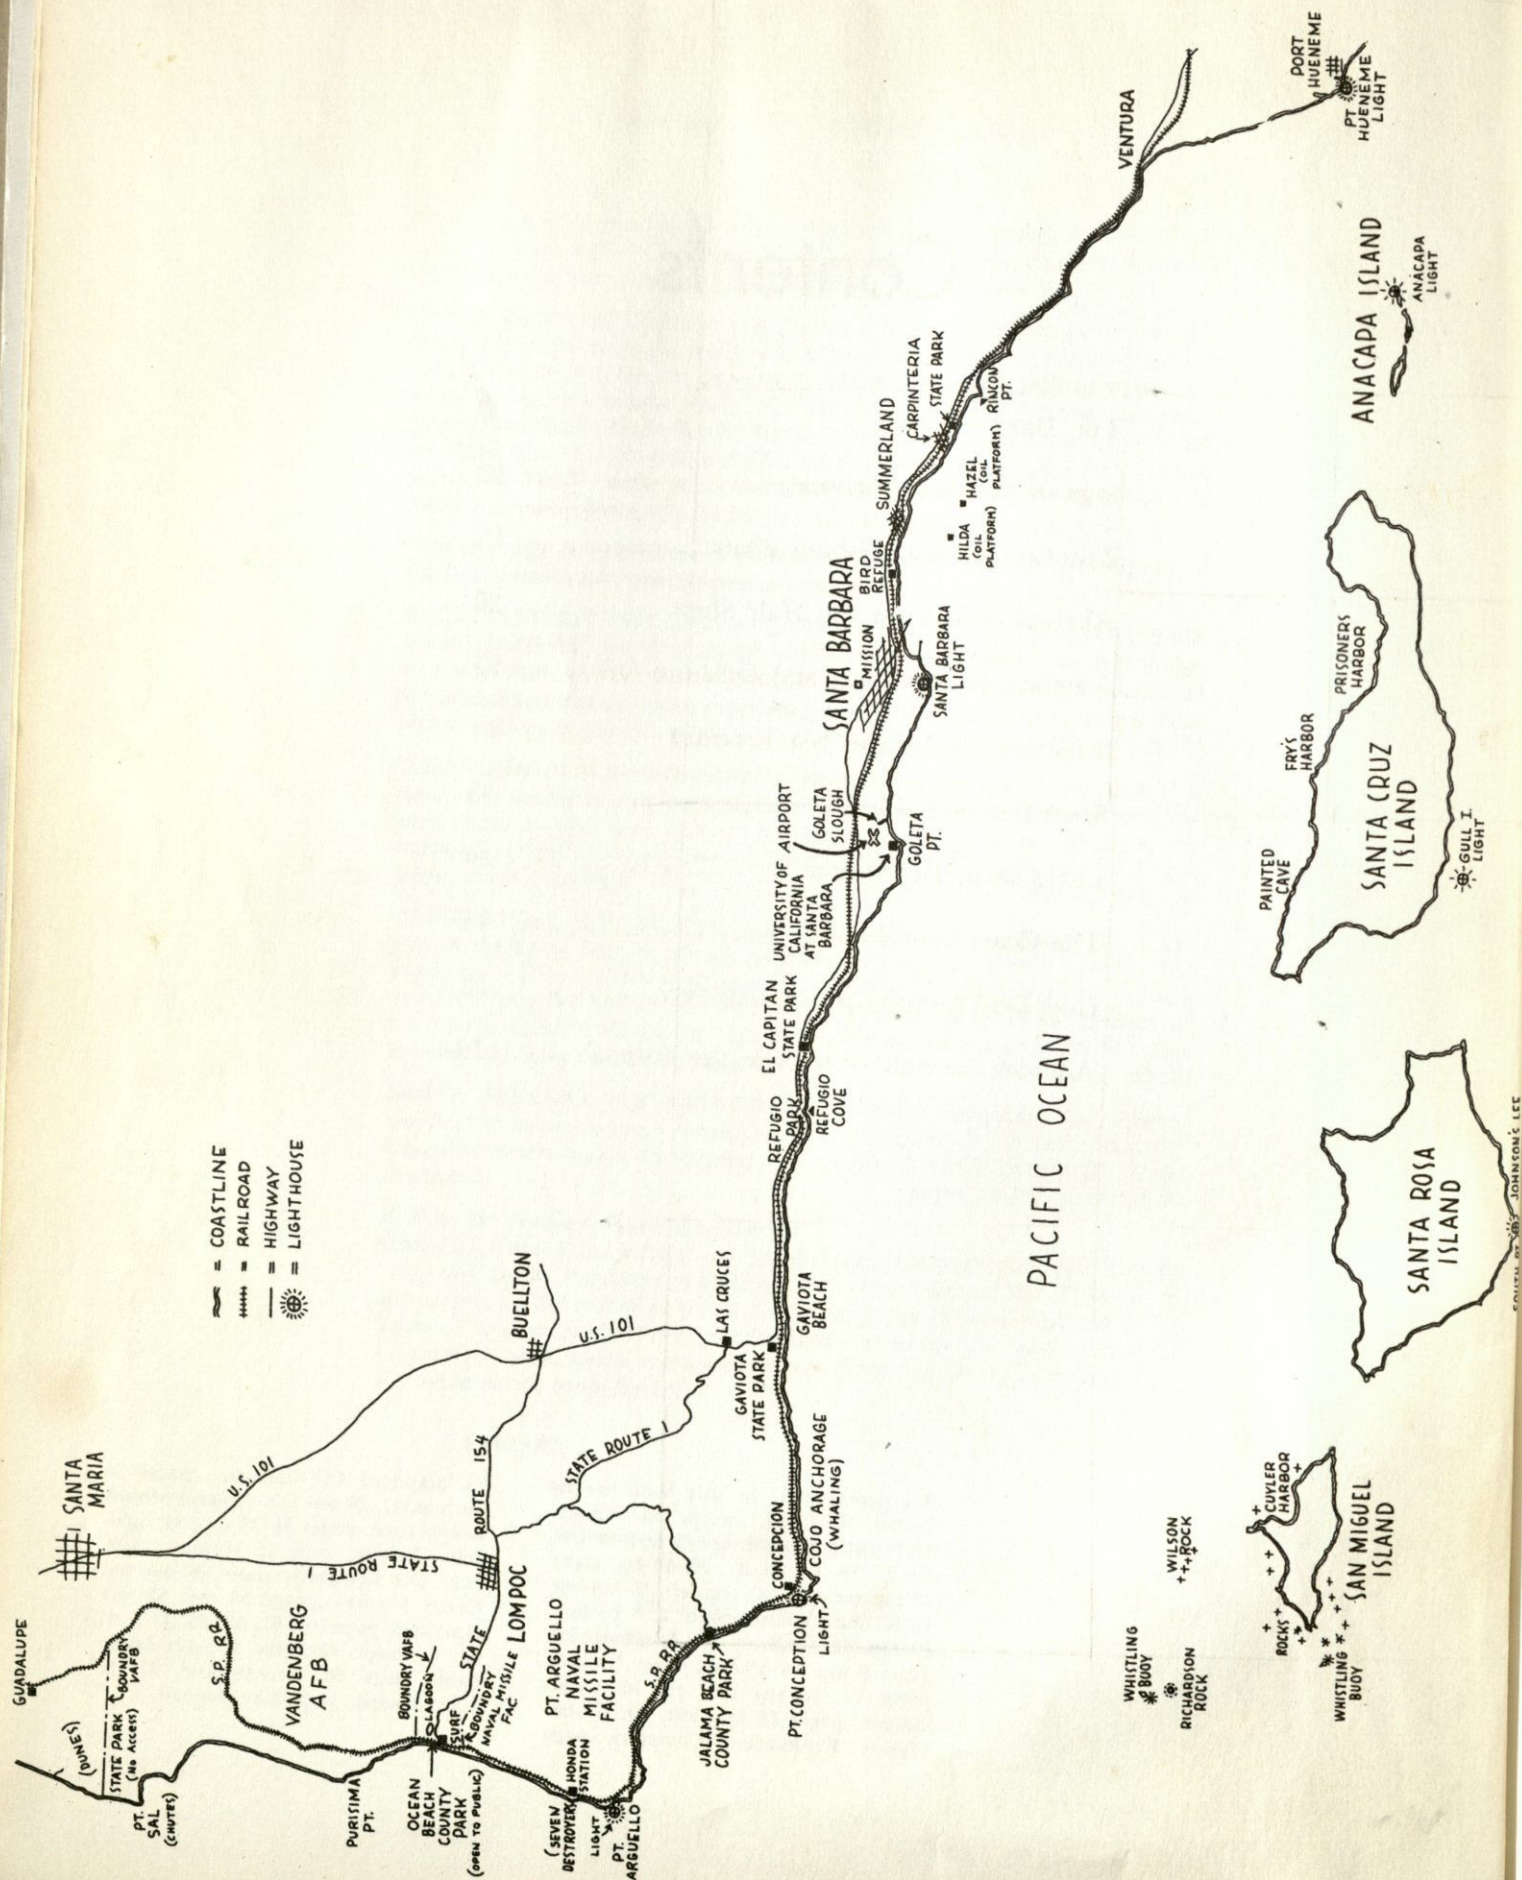 GUADALUPE
(DUNES)
STATE PARK
(No Access)
BOUNDRY
VAFB
PT.
SAL
(CHUTES)
S.P. RR
SANTA
MARIA
U.S. 101
STATE ROUTE 1
VANDENBERG
AFB
PURISIMA
PT.
BOUNDRY VAFB
LAGOON
SURF
OCEAN
BEACH
COUNTY
PARK
(OPEN TO PUBLIC)
STATE
BOUNDRY
NAVAL MISSILE
FAC
LOMPOC
ROUTE 154
BUELLTON
U.S. 101
LAS CRUCES
STATE ROUTE 1
PT. ARGUELLO
NAVAL
MISSILE
FACILITY
HONDA
STATION
(SEVEN
DESTROYERS
LIGHT
PT.
ARGUELLO
S.P. RR
JALAMA BEACH
COUNTY PARK
CONCEPCION
PT. CONCEPTION
LIGHT
COJO ANCHORAGE
(WHALING)
GAVIOTA
STATE PARK
GAVIOTA
BEACH
= COASTLINE
= RAILROAD
= HIGHWAY
= LIGHTHOUSE
REFUGIO
PARK
REFUGIO
COVE
EL CAPITAN
STATE PARK
UNIVERSITY OF
CALIFORNIA
AT SANTA
BARBARA
AIRPORT
GOLETA
SLOUGH
GOLETA
PT.
SANTA BARBARA
MISSION
SANTA BARBARA
LIGHT
BIRD
REFUGE
SUMMERLAND
HILDA
(OIL
PLATFORM)
HAZEL
(OIL
PLATFORM)
CARPINTERIA
STATE PARK
RINCON
PT.
VENTURA
PORT
HUENEME
PT
HUENEME
LIGHT
PACIFIC OCEAN
WHISTLING
BUOY
RICHARDSON
ROCK
WILSON
ROCK
CUYLER
HARBOR
ROCKS
WHISTLING
BUOY
SAN MIGUEL
ISLAND
SANTA ROSA
ISLAND
JOHNSON'S LEE
PAINTED
CAVE
FRY'S
HARBOR
PRISONERS
HARBOR
SANTA CRUZ
ISLAND
GULL I.
LIGHT
ANACAPA ISLAND
ANACAPA
LIGHT